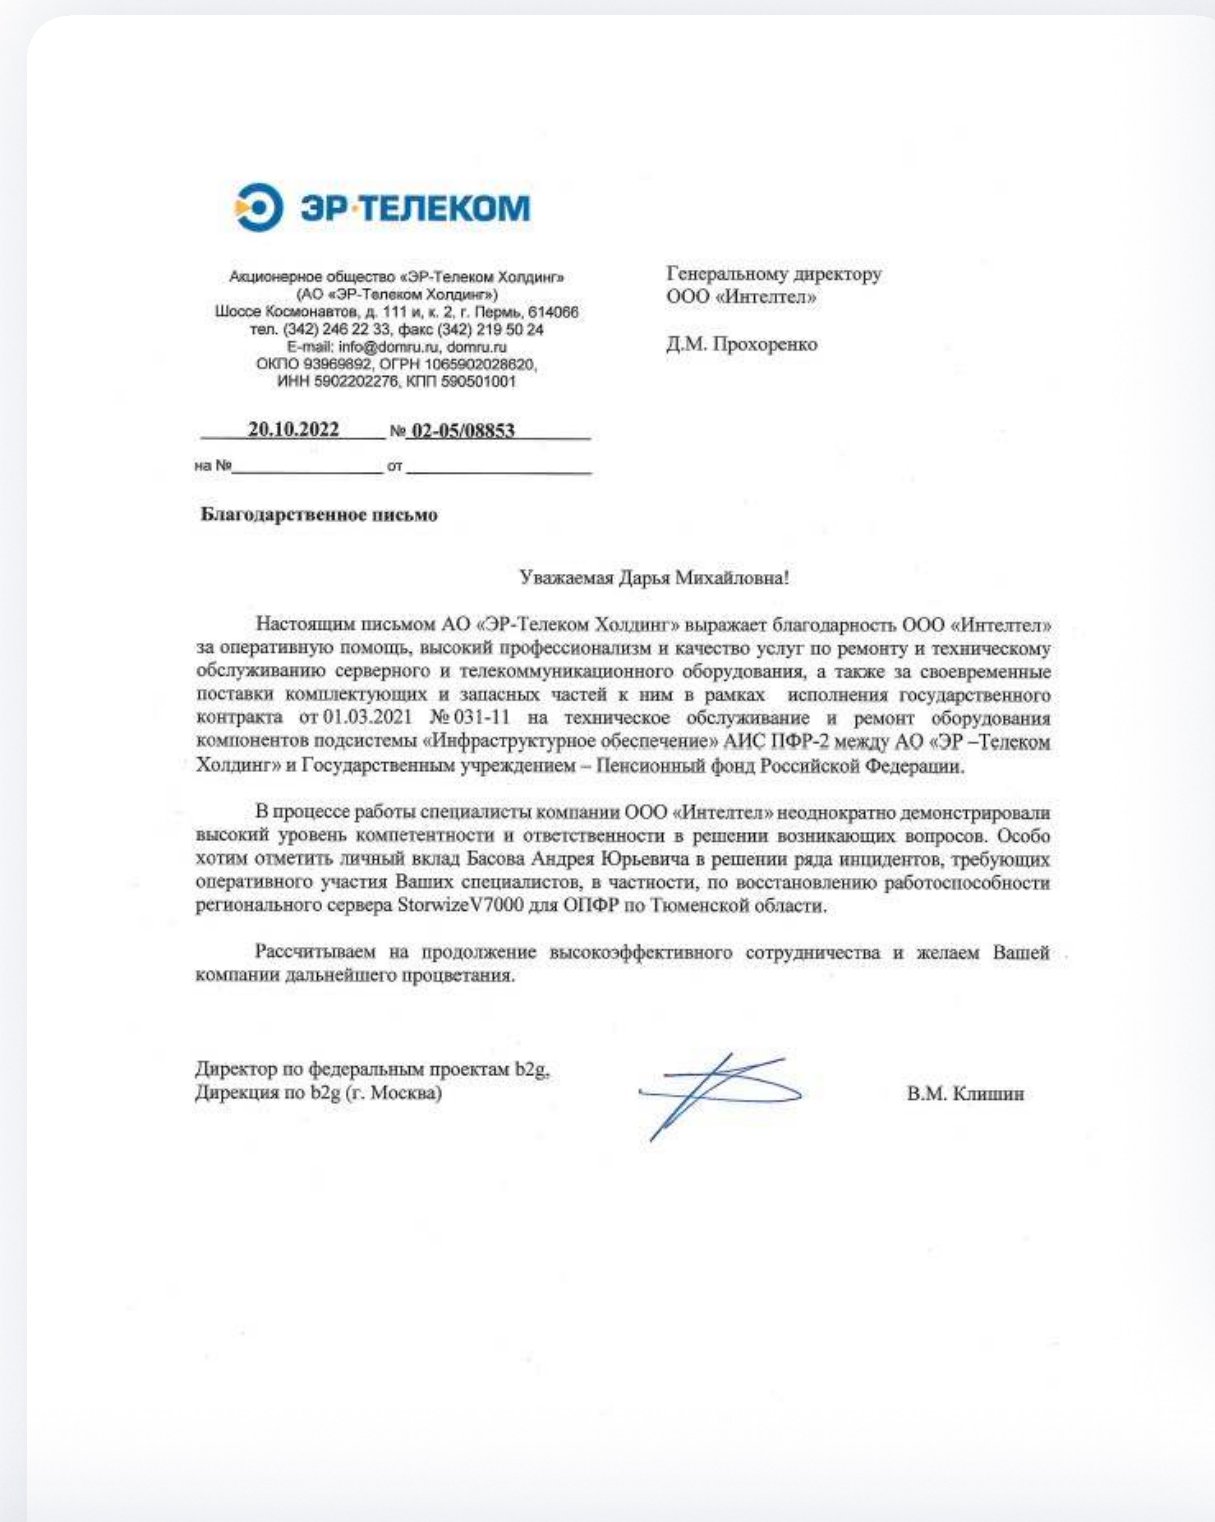 ЭР·ТЕЛЕКОМ
Акционерное общество «ЭР-Телеком Холдинг»
(АО «ЭР-Телеком Холдинг»)
Шоссе Космонавтов, д. 111 и, к. 2, г. Пермь, 614066
тел. (342) 246 22 33, факс (342) 219 50 24
E-mail: info@domru.ru, domru.ru
ОКПО 93969892, ОГРН 1065902028620,
ИНН 5902202276, КПП 590501001
20.10.2022 № 02-05/08853
на № от
Генеральному директору
ООО «Интелтел»
Д.М. Прохоренко
Благодарственное письмо
Уважаемая Дарья Михайловна!
Настоящим письмом АО «ЭР-Телеком Холдинг» выражает благодарность ООО «Интелтел»
за оперативную помощь, высокий профессионализм и качество услуг по ремонту и техническому
обслуживанию серверного и телекоммуникационного оборудования, а также за своевременные
поставки комплектующих и запасных частей к ним в рамках исполнения государственного
контракта от 01.03.2021 № 031-11 на техническое обслуживание и ремонт оборудования
компонентов подсистемы «Инфраструктурное обеспечение» АИС ПФР-2 между АО «ЭР –Телеком
Холдинг» и Государственным учреждением – Пенсионный фонд Российской Федерации.
В процессе работы специалисты компании ООО «Интелтел» неоднократно демонстрировали
высокий уровень компетентности и ответственности в решении возникающих вопросов. Особо
хотим отметить личный вклад Басова Андрея Юрьевича в решении ряда инцидентов, требующих
оперативного участия Ваших специалистов, в частности, по восстановлению работоспособности
регионального сервера StorwizeV7000 для ОПФР по Тюменской области.
Рассчитываем на продолжение высокоэффективного сотрудничества и желаем Вашей
компании дальнейшего процветания.
Директор по федеральным проектам b2g,
Дирекция по b2g (г. Москва)
В.М. Клишин